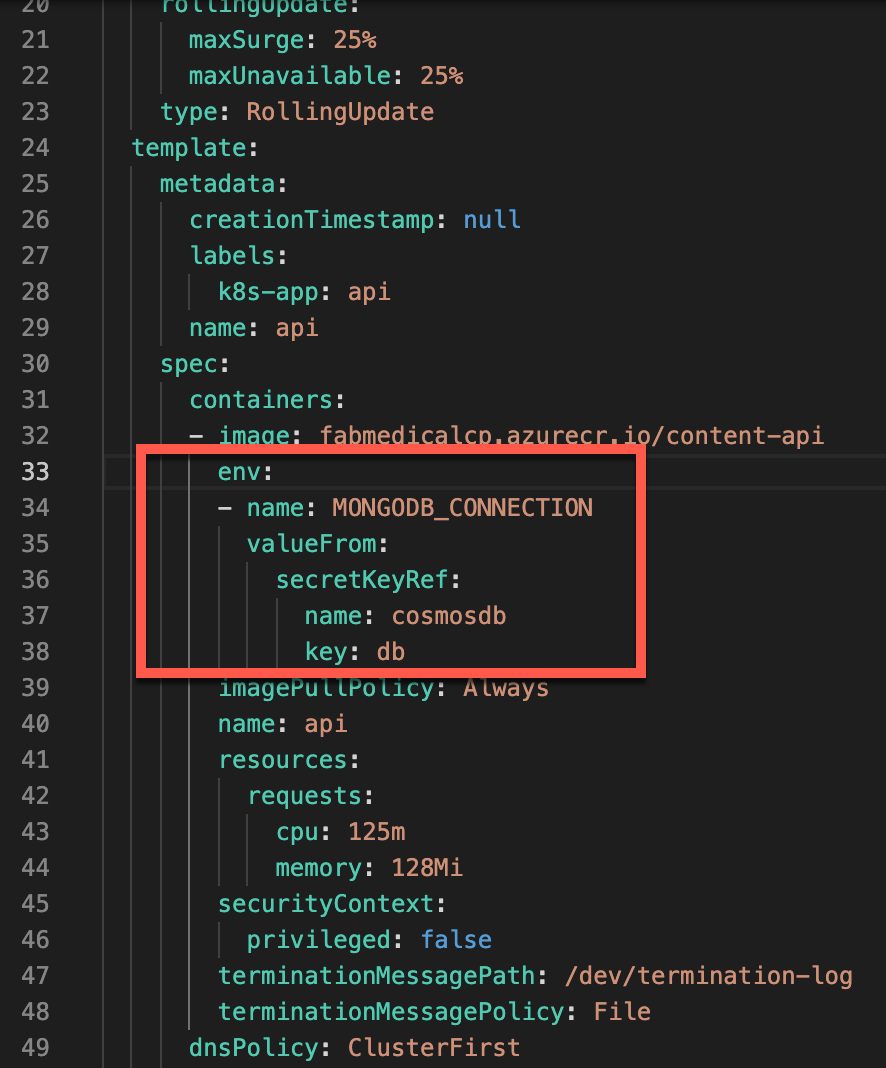 20 rollingUpdate:
21 maxSurge: 25%
22 maxUnavailable: 25%
23 type: RollingUpdate
24 template:
25 metadata:
26 creationTimestamp: null
27 labels:
28 k8s-app: api
29 name: api
30 spec:
31 containers:
32 - image: fabmedicalcp.azurecr.io/content-api
33 env:
34 - name: MONGODB_CONNECTION
35 valueFrom:
36 secretKeyRef:
37 name: cosmosdb
38 key: db
39 imagePullPolicy: Always
40 name: api
41 resources:
42 requests:
43 cpu: 125m
44 memory: 128Mi
45 securityContext:
46 privileged: false
47 terminationMessagePath: /dev/termination-log
48 terminationMessagePolicy: File
49 dnsPolicy: ClusterFirst